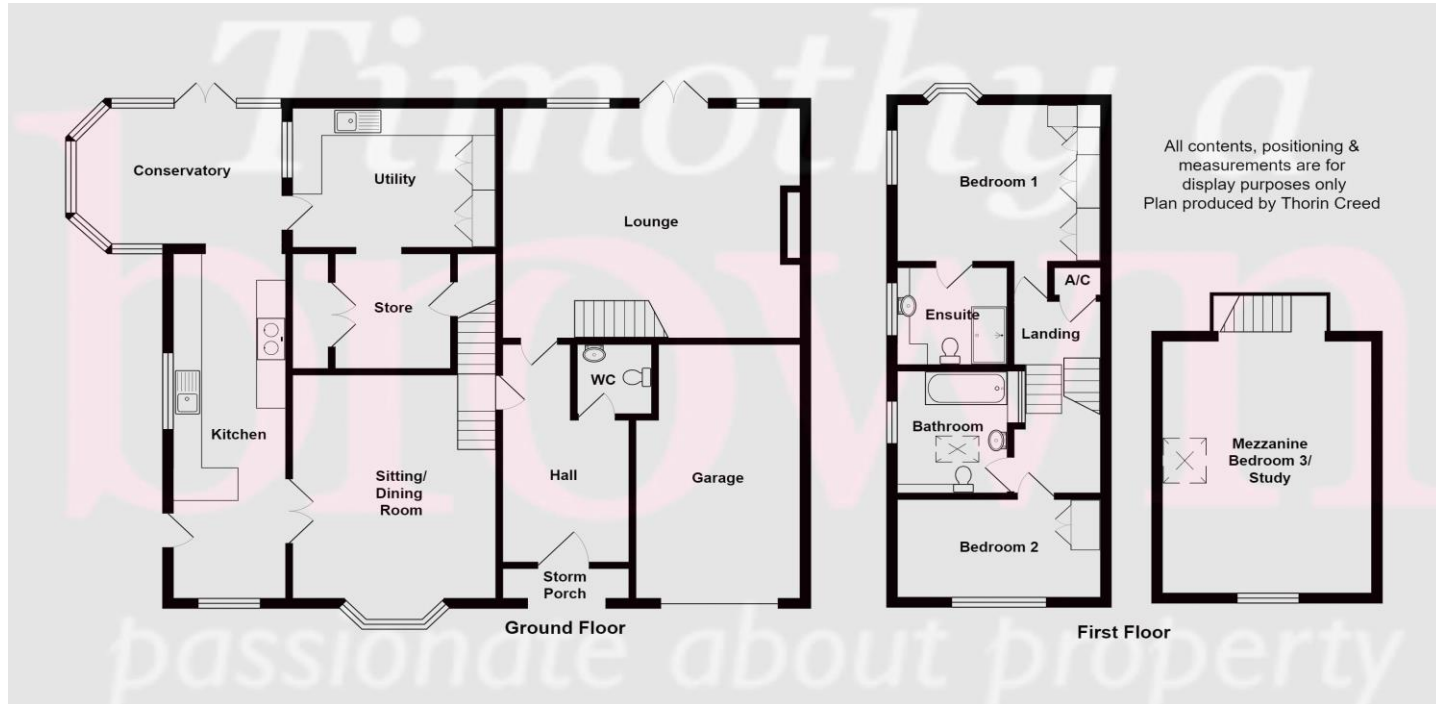 Timothy a
brown
passionate about property
Conservatory
Utility
Lounge
Store
Kitchen
Sitting/
Dining
Room
WC
Hall
Garage
Storm
Porch
Ground Floor
Bedroom 1
A/C
Ensuite
Landing
Bathroom
Bedroom 2
First Floor
All contents, positioning &
measurements are for
display purposes only
Plan produced by Thorin Creed
Mezzanine
Bedroom 3/
Study